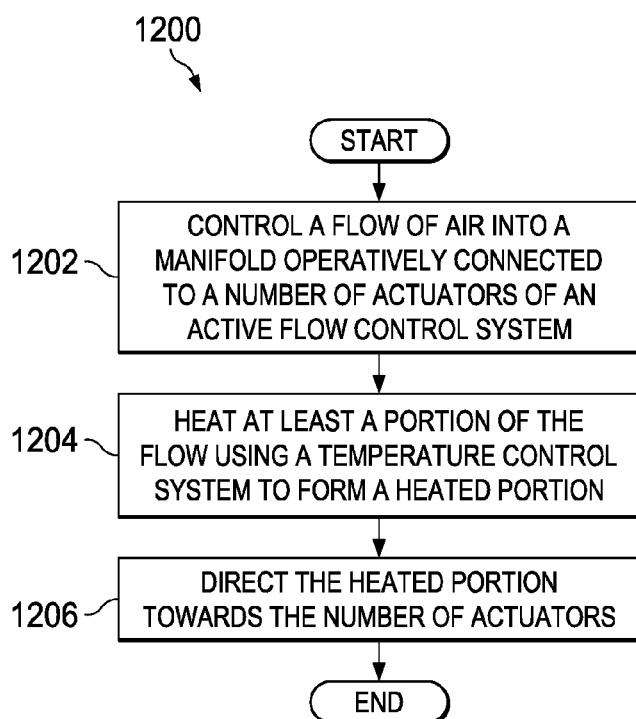 1200
START
1202
CONTROL A FLOW OF AIR INTO A
MANIFOLD OPERATIVELY CONNECTED
TO A NUMBER OF ACTUATORS OF AN
ACTIVE FLOW CONTROL SYSTEM
1204
HEAT AT LEAST A PORTION OF THE
FLOW USING A TEMPERATURE CONTROL
SYSTEM TO FORM A HEATED PORTION
1206
DIRECT THE HEATED PORTION
TOWARDS THE NUMBER OF ACTUATORS
END